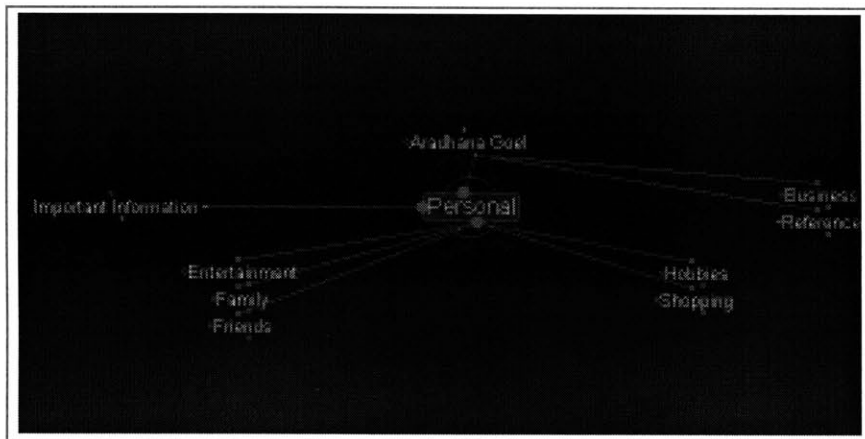 Aradhana Goel
Business
Important Information
Personal
Reference
Entertainment
Hobbies
Family
Shopping
Friends